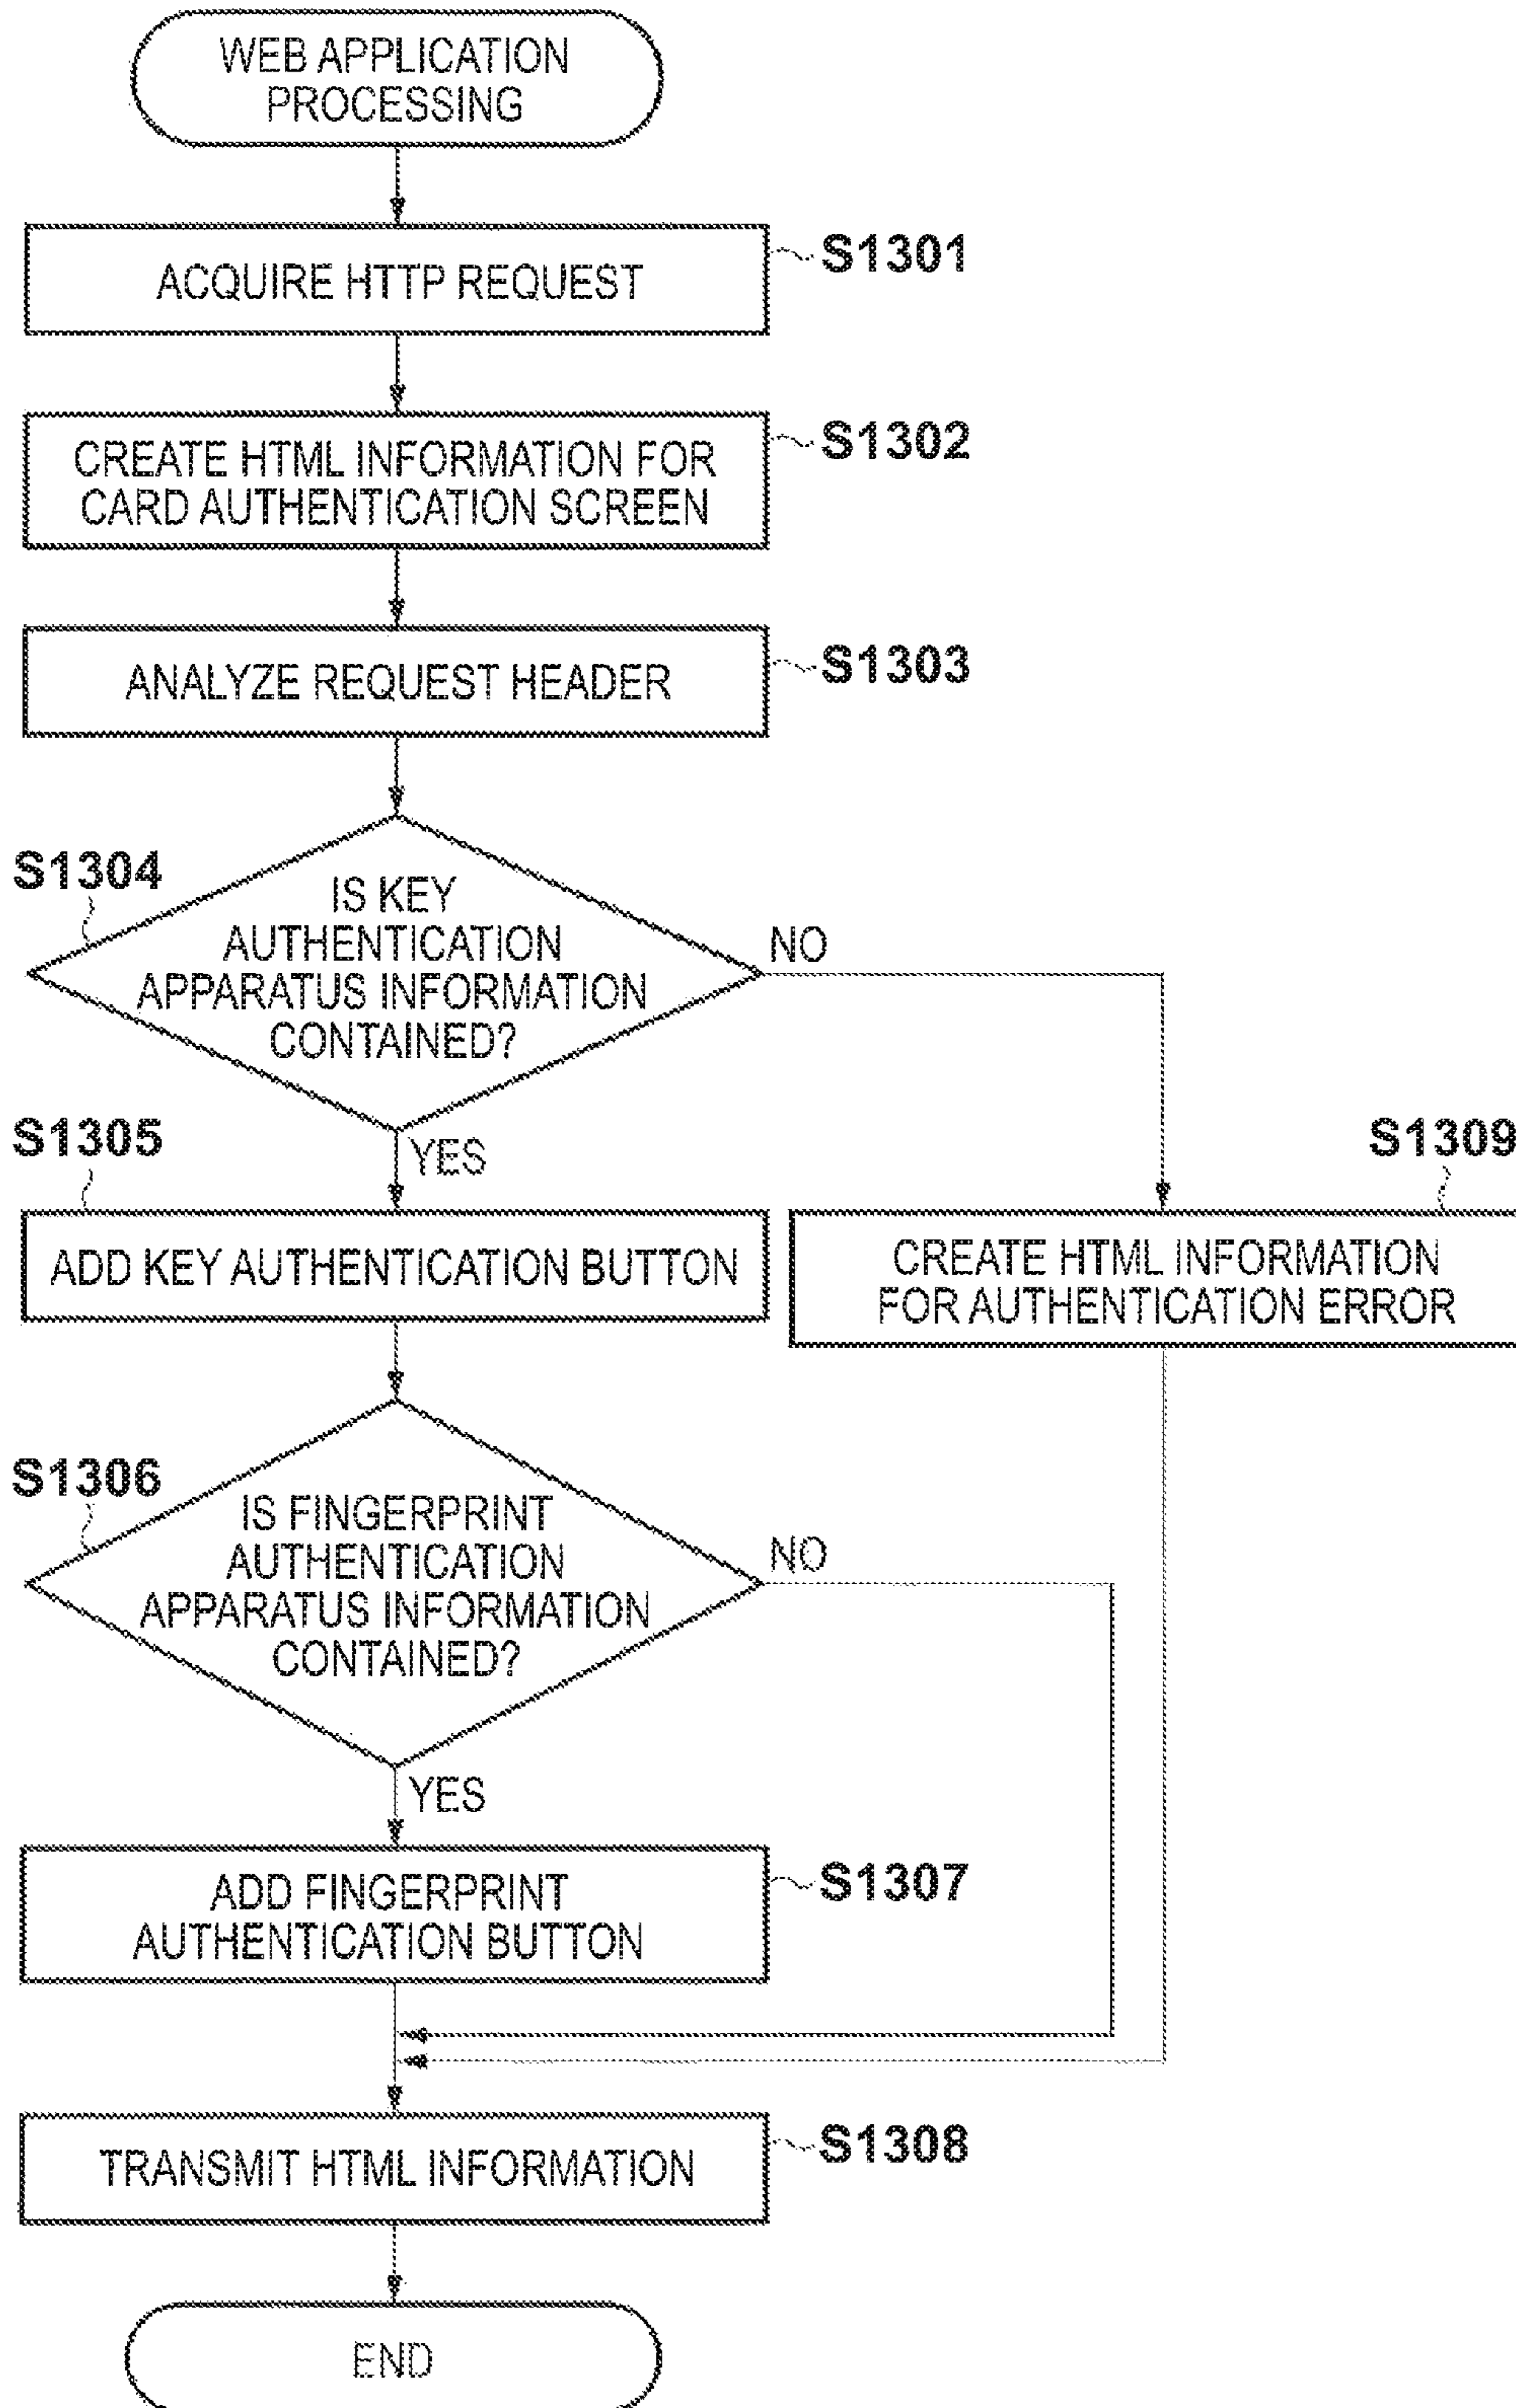 WEB APPLICATION
PROCESSING
ACQUIRE HTTP REQUEST
S1301
CREATE HTML INFORMATION FOR
CARD AUTHENTICATION SCREEN
S1302
ANALYZE REQUEST HEADER
S1303
S1304
IS KEY
AUTHENTICATION
APPARATUS INFORMATION
CONTAINED?
NO
YES
S1305
ADD KEY AUTHENTICATION BUTTON
S1309
CREATE HTML INFORMATION
FOR AUTHENTICATION ERROR
S1306
IS FINGERPRINT
AUTHENTICATION
APPARATUS INFORMATION
CONTAINED?
NO
YES
ADD FINGERPRINT
AUTHENTICATION BUTTON
S1307
TRANSMIT HTML INFORMATION
S1308
END